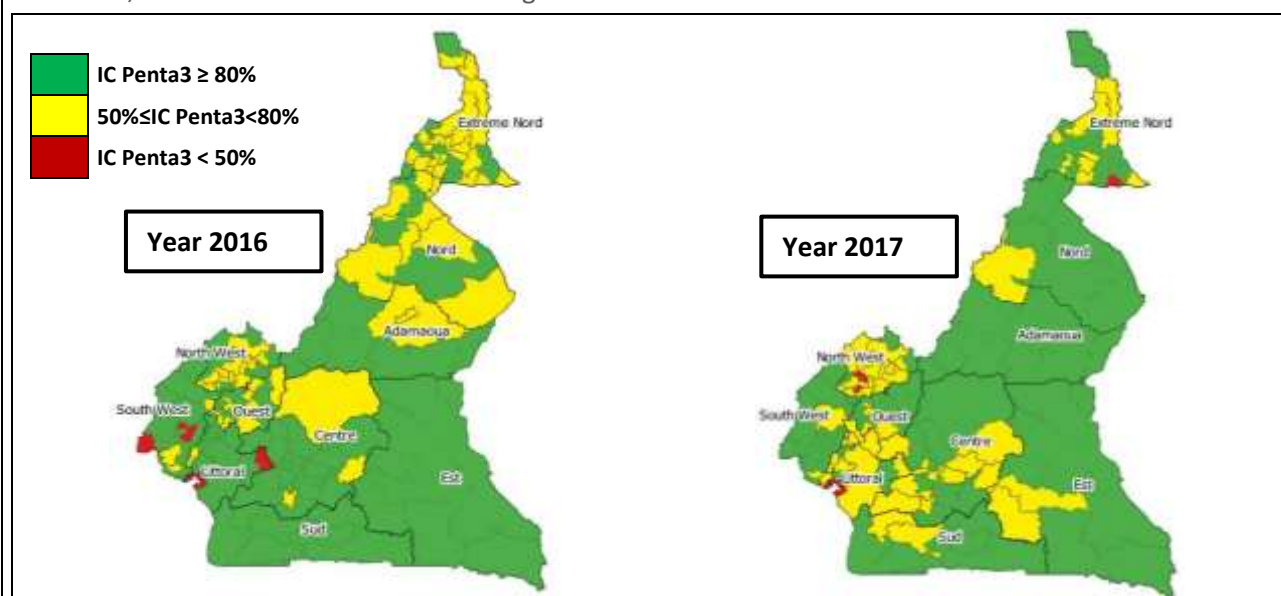 IC Penta3 ≥ 80%
50%≤IC Penta3<80%
IC Penta3 < 50%
Year 2016
Extreme Nord
Nord
Adamaoua
North West
South West
Ouest
Centre
Littoral
Est
Sud
Year 2017
Extreme Nord
Nord
Adamaoua
North West
South West
Ouest
Centre
Littoral
Est
Sud